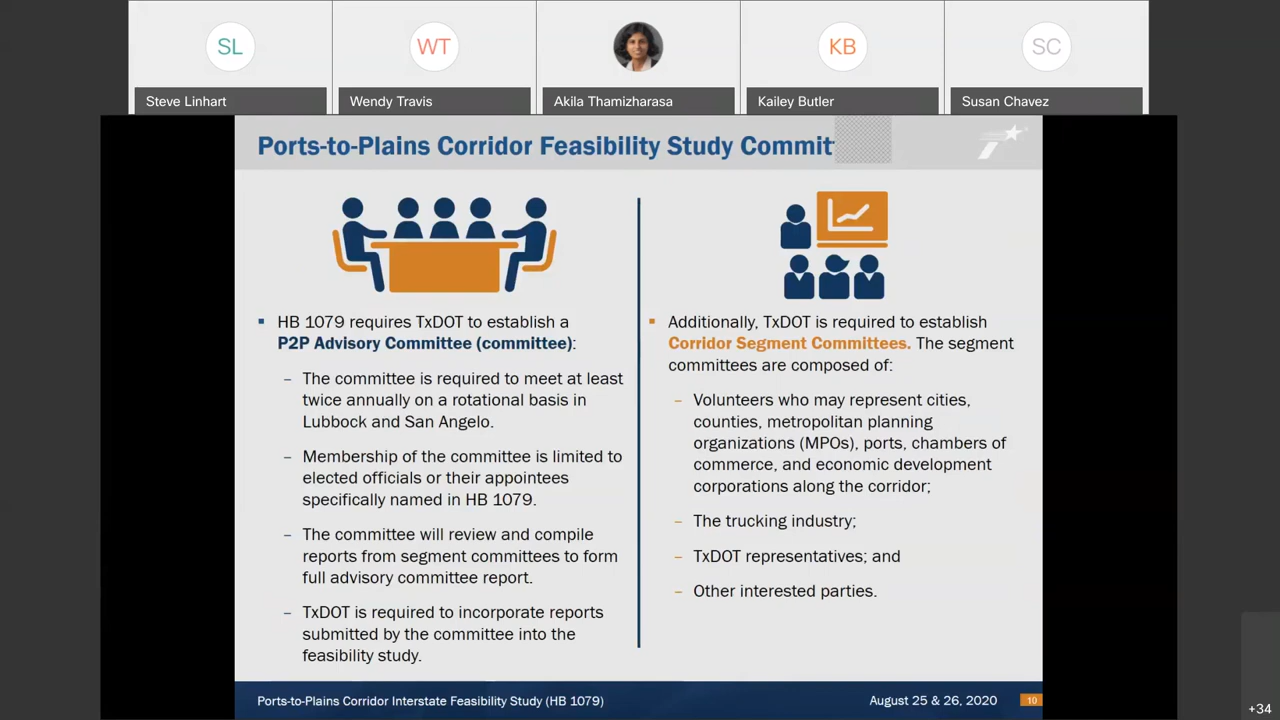 SL
WT
KB
SC
Steve Linhart
Wendy Travis
Akila Thamizharasa
Kailey Butler
Susan Chavez
Ports-to-Plains Corridor Feasibility Study Commit
▪ HB 1079 requires TxDOT to establish a
P2P Advisory Committee (committee):
– The committee is required to meet at least
twice annually on a rotational basis in
Lubbock and San Angelo.
– Membership of the committee is limited to
elected officials or their appointees
specifically named in HB 1079.
– The committee will review and compile
reports from segment committees to form
full advisory committee report.
– TxDOT is required to incorporate reports
submitted by the committee into the
feasibility study.
▪ Additionally, TxDOT is required to establish
Corridor Segment Committees. The segment
committees are composed of:
– Volunteers who may represent cities,
counties, metropolitan planning
organizations (MPOs), ports, chambers of
commerce, and economic development
corporations along the corridor;
– The trucking industry;
– TxDOT representatives; and
– Other interested parties.
Ports-to-Plains Corridor Interstate Feasibility Study (HB 1079)
August 25 & 26, 2020
10
+34